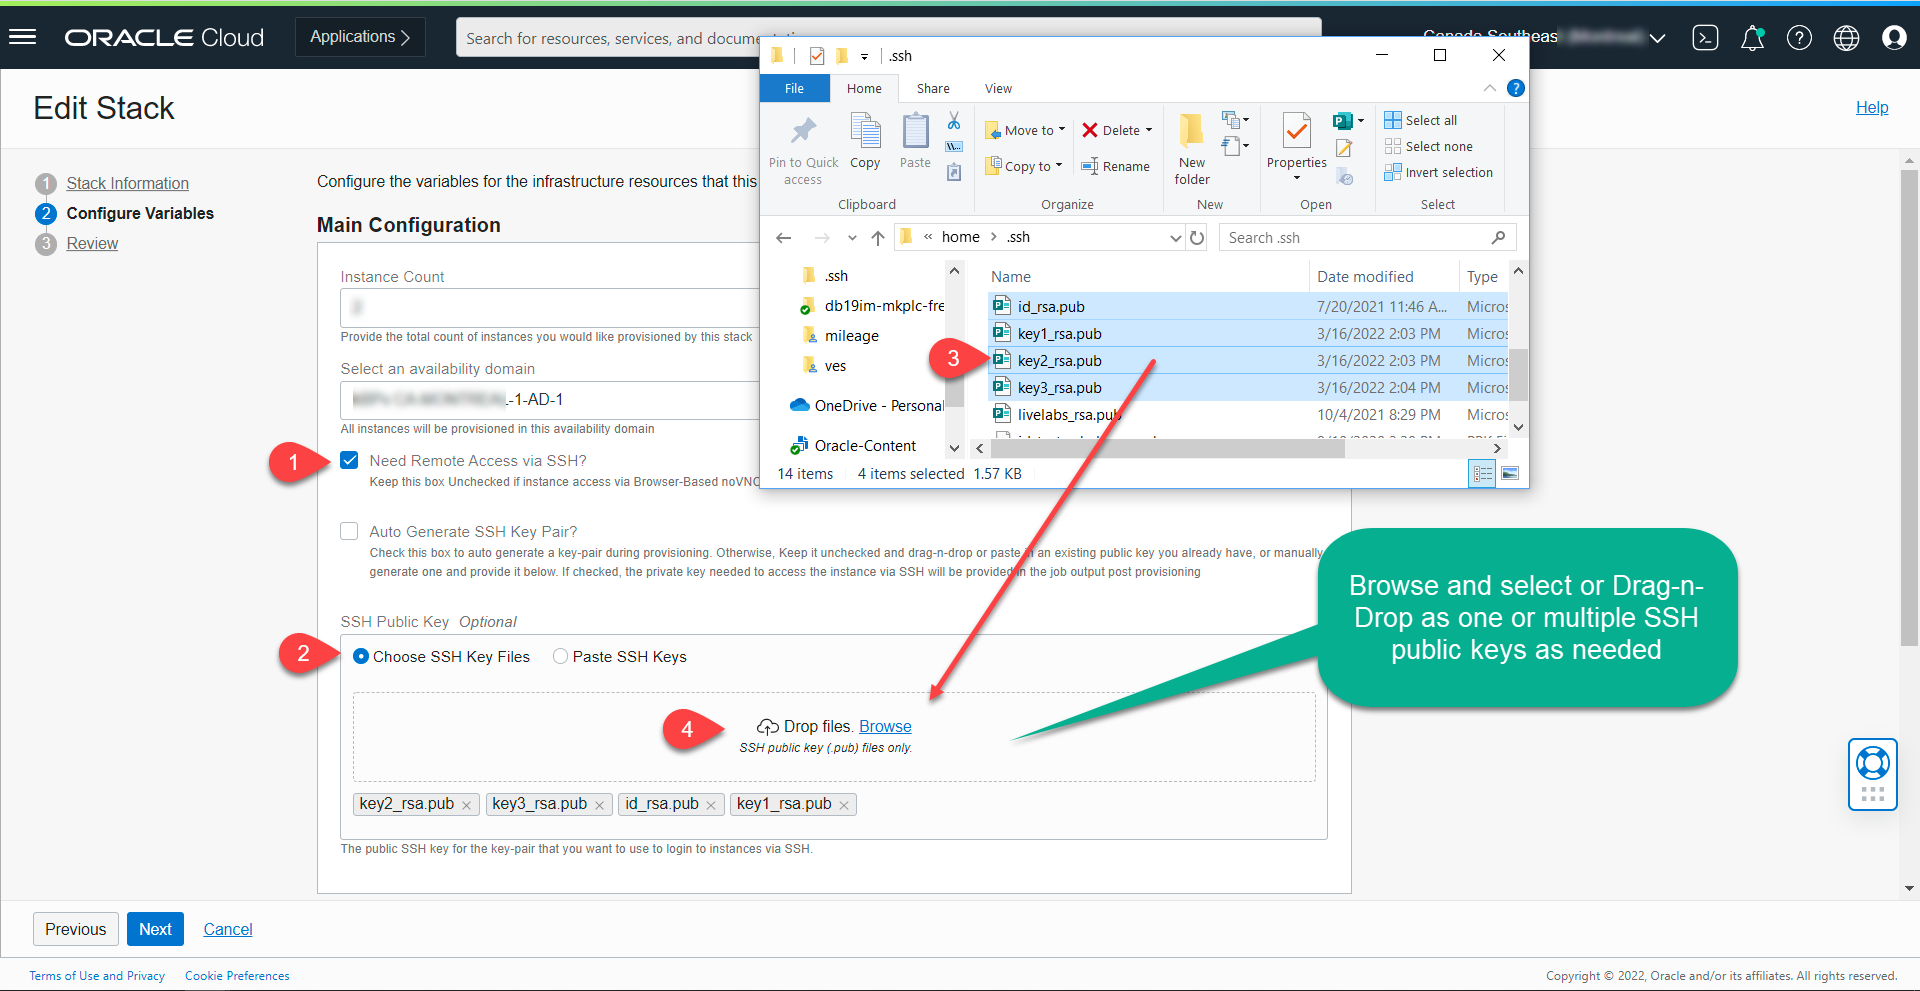 ORACLE Cloud
Applications
Search for resources, services, and
Canada Southeast
Edit Stack
Help
1 Stack Information
2 Configure Variables
3 Review
Configure the variables for the infrastructure resources that this
Main Configuration
Instance Count
2
Provide the total count of instances you would like provisioned by this stack
Select an availability domain
-1-AD-1
All instances will be provisioned in this availability domain
1
Need Remote Access via SSH?
Keep this box Unchecked if instance access via Browser-Based noVNC
Auto Generate SSH Key Pair?
Check this box to auto generate a key-pair during provisioning. Otherwise, Keep it unchecked and drag-n-drop or paste in an existing public key you already have, or manually
generate one and provide it below. If checked, the private key needed to access the instance via SSH will be provided in the job output post provisioning
SSH Public Key Optional
2
Choose SSH Key Files
Paste SSH Keys
4
Drop files. Browse
SSH public key (.pub) files only.
key2_rsa.pub
key3_rsa.pub
id_rsa.pub
key1_rsa.pub
The public SSH key for the key-pair that you want to use to login to instances via SSH.
.ssh
File
Home
Share
View
Pin to Quick
access
Copy
Paste
Clipboard
Move to
Copy to
Delete
Rename
Organize
New
folder
New
Properties
Open
Select all
Select none
Invert selection
Select
« home > .ssh
Search .ssh
.ssh
db19im-mkplc-fre
mileage
ves
OneDrive - Personal
Oracle-Content
Name
Date modified
Type
id_rsa.pub 7/20/2021 11:46 A... Micros
key1_rsa.pub 3/16/2022 2:03 PM Micros
3
key2_rsa.pub 3/16/2022 2:03 PM Micros
key3_rsa.pub 3/16/2022 2:04 PM Micros
livelabs_rsa.pub 10/4/2021 8:29 PM Micros
14 items 4 items selected 1.57 KB
Browse and select or Drag-n-
Drop as one or multiple SSH
public keys as needed
Previous
Next
Cancel
Terms of Use and Privacy
Cookie Preferences
Copyright © 2022, Oracle and/or its affiliates. All rights reserved.